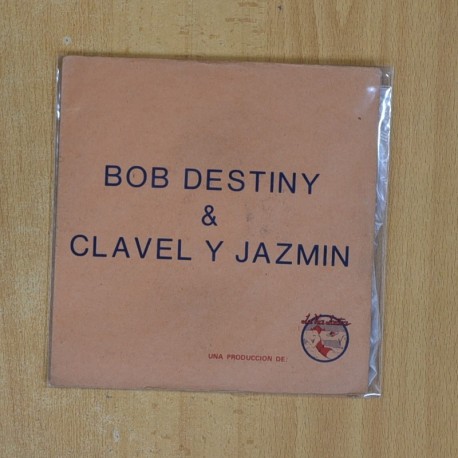 BOB DESTINY
&
CLAVEL Y JAZMIN
UNA PRODUCCION DE: